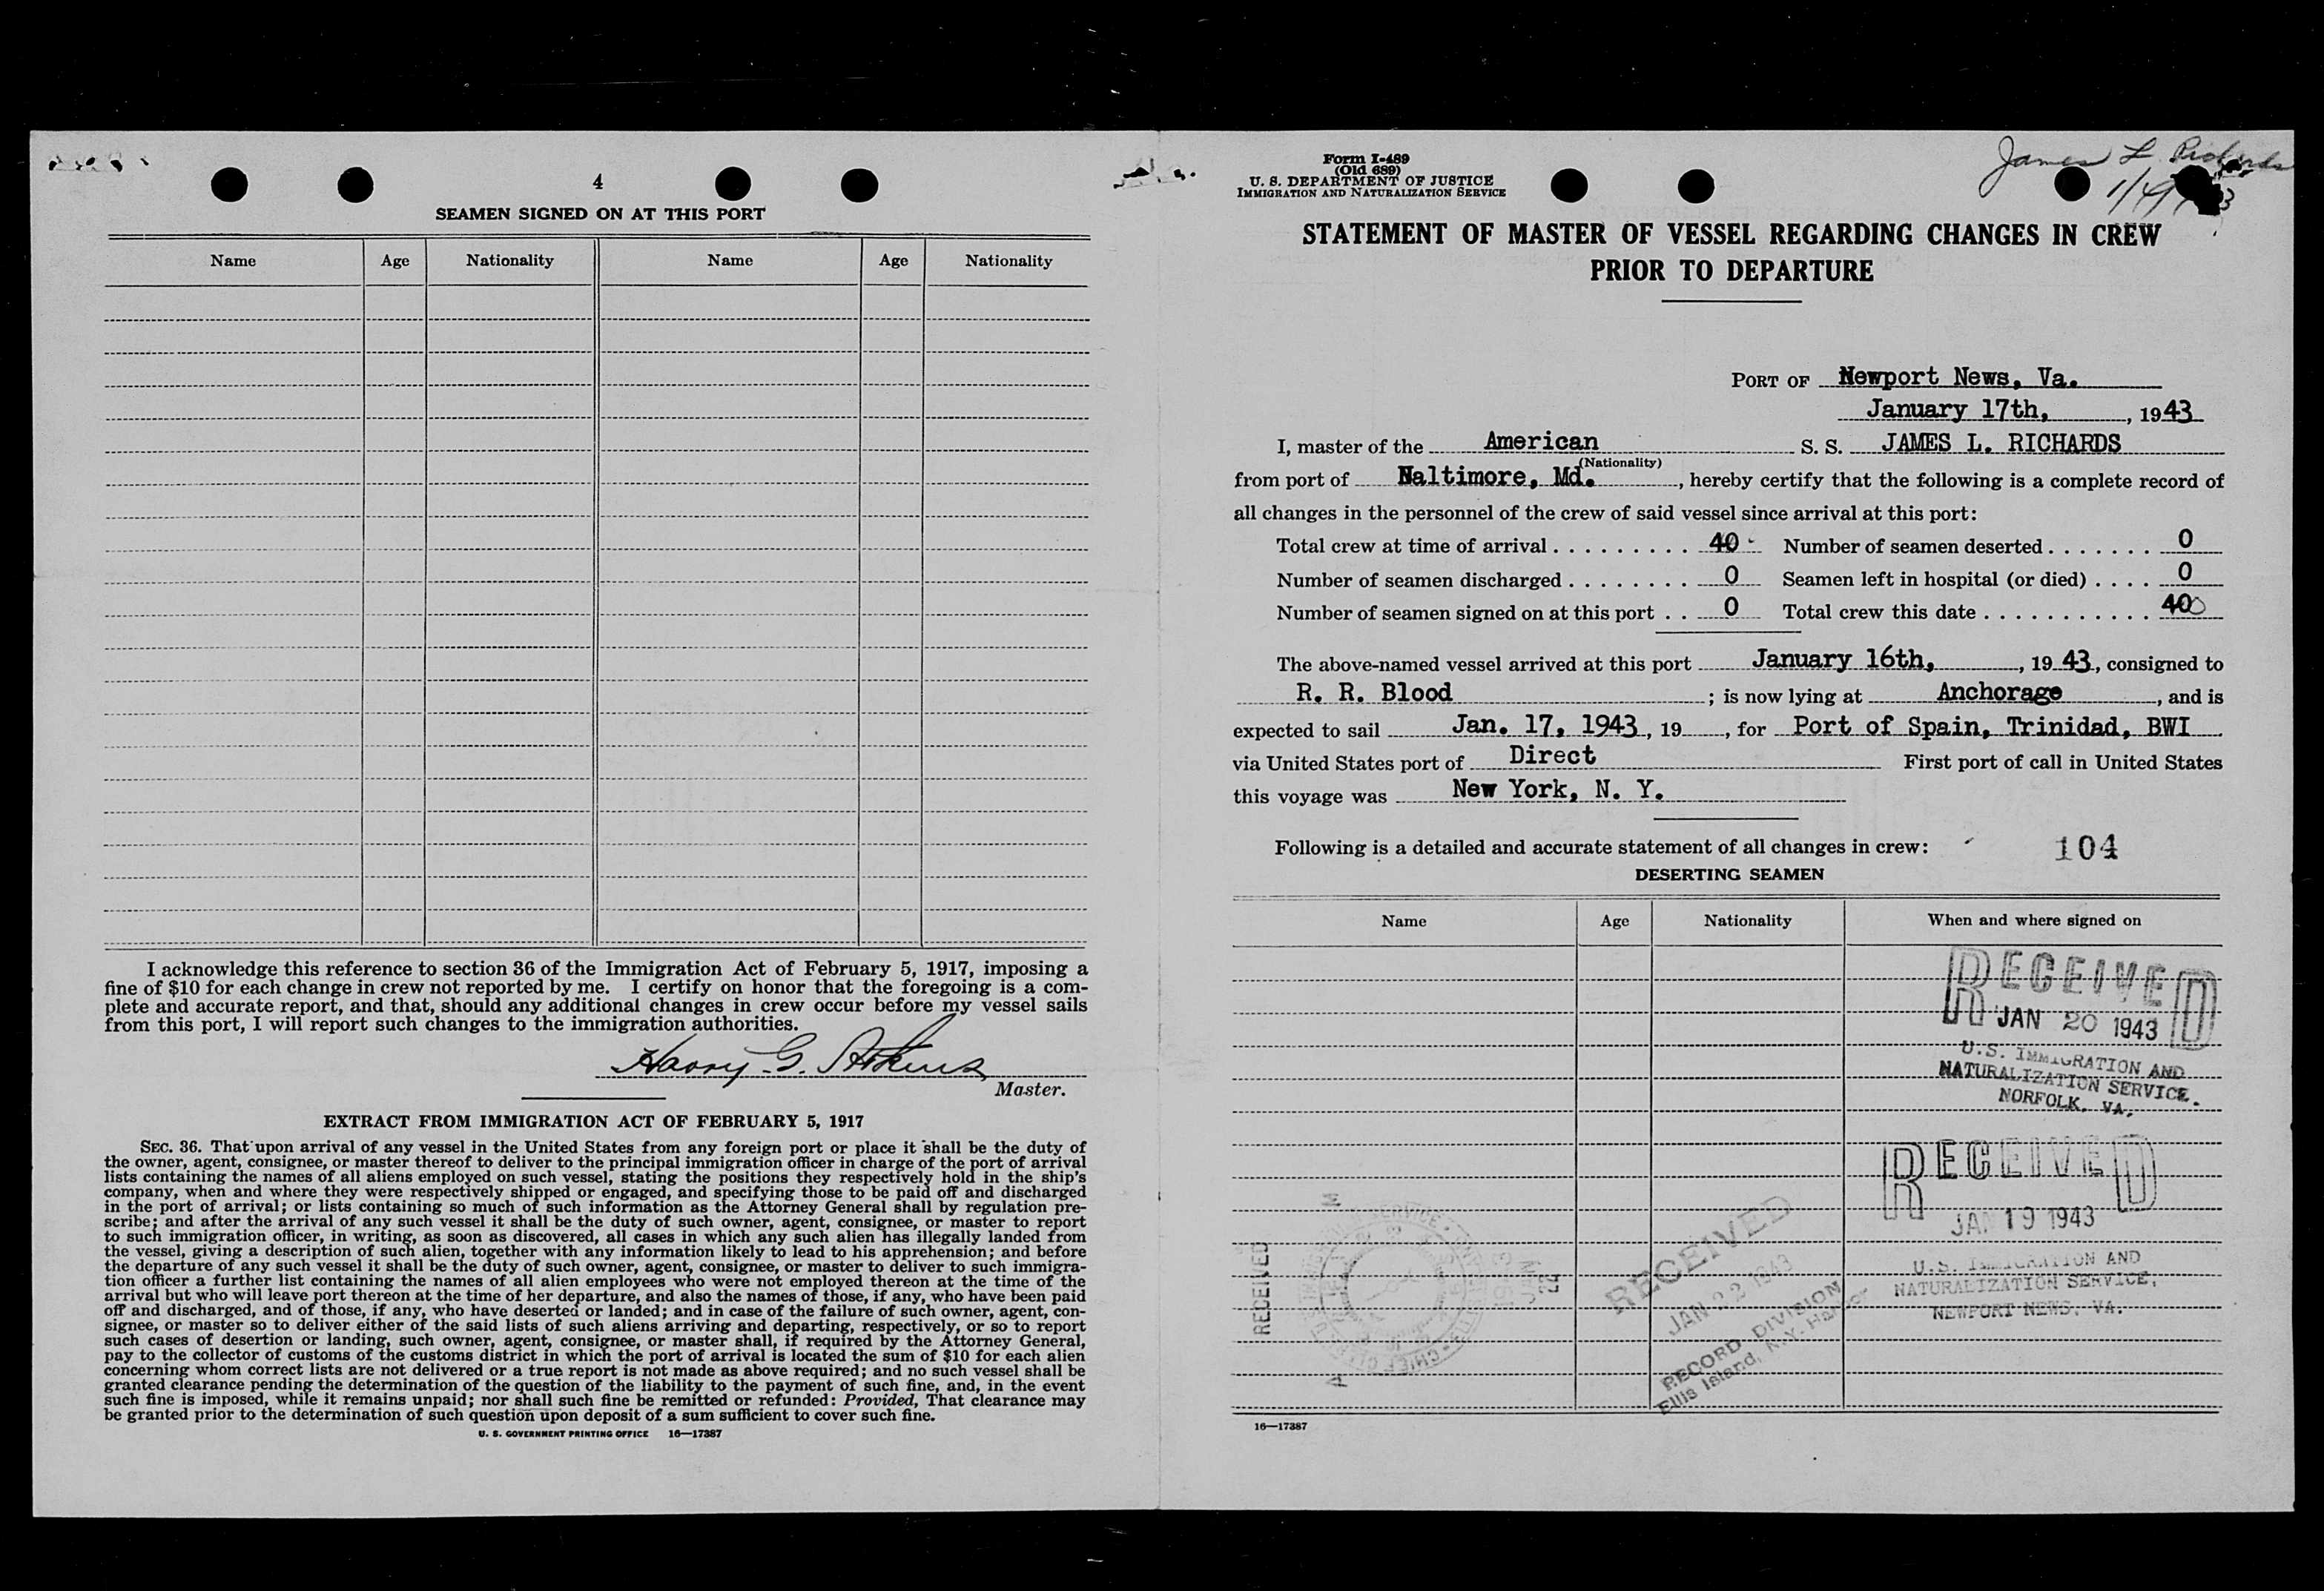 4
SEAMEN SIGNED ON AT THIS PORT
Name Age Nationality Name Age Nationality
I acknowledge this reference to section 36 of the Immigration Act of February 5, 1917, imposing a
fine of $10 for each change in crew not reported by me. I certify on honor that the foregoing is a com-
plete and accurate report, and that, should any additional changes in crew occur before my vessel sails
from this port, I will report such changes to the immigration authorities.
Harry G.
Master.
EXTRACT FROM IMMIGRATION ACT OF FEBRUARY 5, 1917
SEC. 36. That upon arrival of any vessel in the United States from any foreign port or place it shall be the duty of
the owner, agent, consignee, or master thereof to deliver to the principal immigration officer in charge of the port of arrival
lists containing the names of all aliens employed on such vessel, stating the positions they respectively hold in the ship's
company, when and where they were respectively shipped or engaged, and specifying those to be paid off and discharged
in the port of arrival; or lists containing so much of such information as the Attorney General shall by regulation pre-
scribe; and after the arrival of any such vessel it shall be the duty of such owner, agent, consignee, or master to report
to such immigration officer, in writing, as soon as discovered, all cases in which any such alien has illegally landed from
the vessel, giving a description of such alien, together with any information likely to lead to his apprehension; and before
the departure of any such vessel it shall be the duty of such owner, agent, consignee, or master to deliver to such immigra-
tion officer a further list containing the names of all alien employees who were not employed thereon at the time of the
arrival but who will leave port thereon at the time of her departure, and also the names of those, if any, who have been paid
off and discharged, and of those, if any, who have deserted or landed; and in case of the failure of such owner, agent, con-
signee, or master so to deliver either of the said lists of such aliens arriving and departing, respectively, or so to report
such cases of desertion or landing, such owner, agent, consignee, or master shall, if required by the Attorney General,
pay to the collector of customs of the customs district in which the port of arrival is located the sum of $10 for each alien
concerning whom correct lists are not delivered or a true report is not made as above required; and no such vessel shall be
granted clearance pending the determination of the question of the liability to the payment of such fine, and, in the event
such fine is imposed, while it remains unpaid; nor shall such fine be remitted or refunded: Provided, That clearance may
be granted prior to the determination of such question upon deposit of a sum sufficient to cover such fine.
U. S. GOVERNMENT PRINTING OFFICE 16—17387
Form I-489
(Old 689)
U. S. DEPARTMENT OF JUSTICE
IMMIGRATION AND NATURALIZATION SERVICE
James L Richards
STATEMENT OF MASTER OF VESSEL REGARDING CHANGES IN CREW
PRIOR TO DEPARTURE
PORT OF Newport News, Va.
January 17th, , 1943
I, master of the American S. S. JAMES L. RICHARDS
(Nationality)
from port of Naltimore, Md. , hereby certify that the following is a complete record of
all changes in the personnel of the crew of said vessel since arrival at this port:
Total crew at time of arrival . . . . . . . . . 40 Number of seamen deserted . . . . . . . 0
Number of seamen discharged . . . . . . . . 0 Seamen left in hospital (or died) . . . . 0
Number of seamen signed on at this port . . 0 Total crew this date . . . . . . . . . . . 40
The above-named vessel arrived at this port January 16th, , 19 43, consigned to
R. R. Blood ; is now lying at Anchorage , and is
expected to sail Jan. 17, 1943, 19 , for Port of Spain, Trinidad, BWI
via United States port of Direct First port of call in United States
this voyage was New York, N. Y.
Following is a detailed and accurate statement of all changes in crew: 104
DESERTING SEAMEN
Name Age Nationality When and where signed on
RECEIVED
JAN 20 1943
U.S. IMMIGRATION AND
NATURALIZATION SERVICE.
NORFOLK, VA.
RECEIVED
JAN 19 1943
U.S. IMMIGRATION AND
NATURALIZATION SERVICE,
NEWPORT NEWS, VA.
RECEIVED
JAN 22 1943
RECORD DIVISION
Ellis Island, N.Y. Harbor
RECEIVED
16—17387